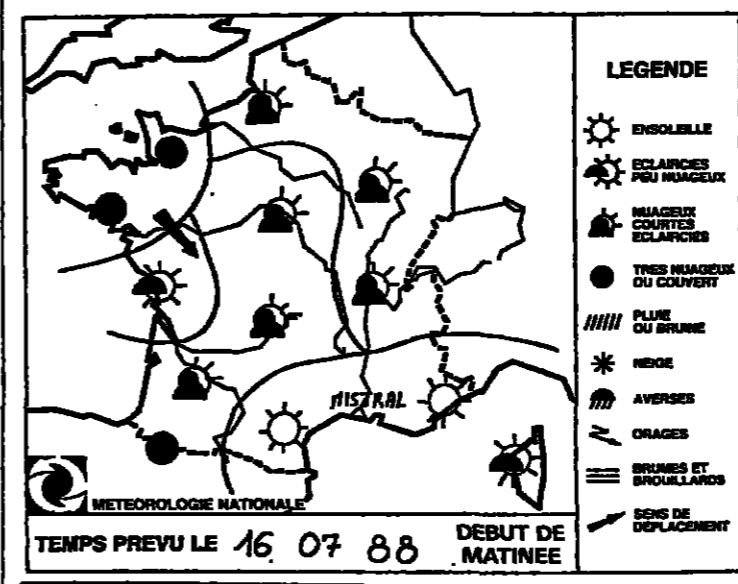 MISTRAL
METEOROLOGIE NATIONALE
TEMPS PREVU LE 16 07 88 DEBUT DE MATINEE
LEGENDE
ENSOLEILLE
ECLAIRCIES
PEU NUAGEUX
NUAGEUX
COURTES
ECLAIRCIES
TRES NUAGEUX
OU COUVERT
PLUIE
OU BRUME
NEIGE
AVERSES
ORAGES
BRUMES ET
BROUILLARDS
SENS DE
DEPLACEMENT